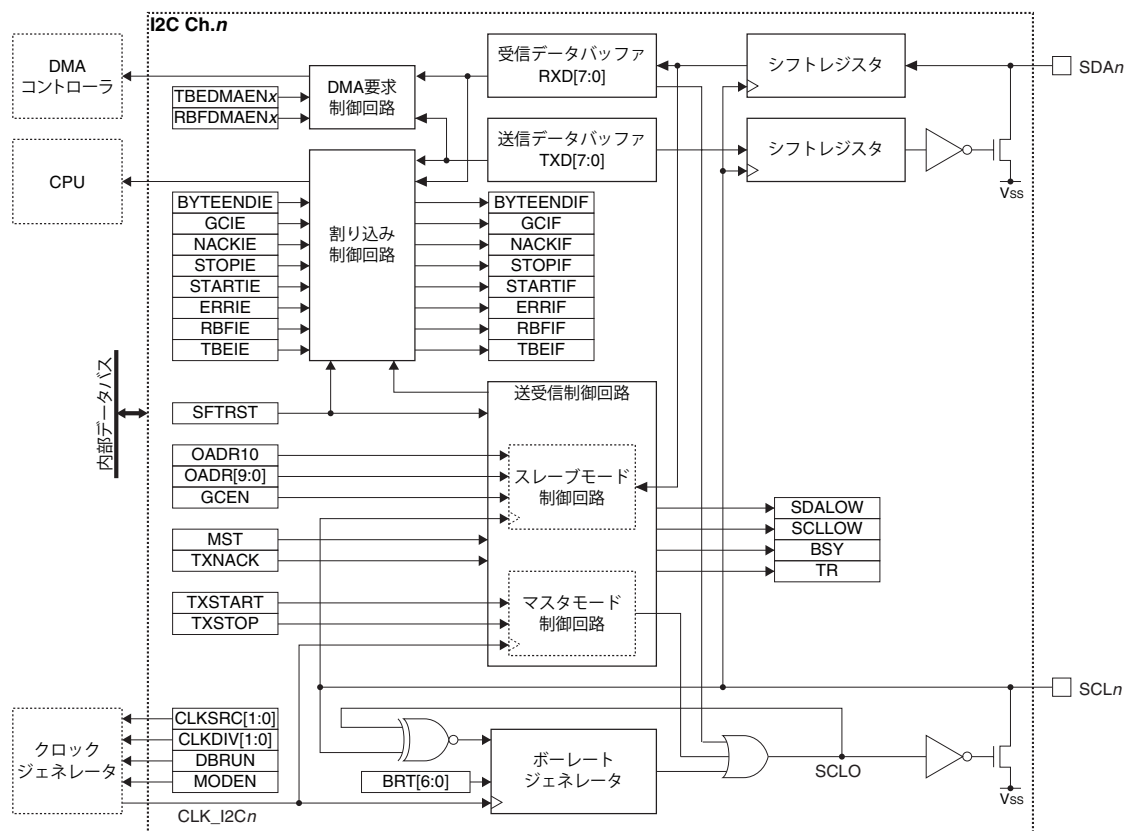 I2C Ch.n
DMA
コントローラ
TBEDMAENx
RBFDMAENx
DMA要求
制御回路
受信データバッファ
RXD[7:0]
シフトレジスタ
SDAn
送信データバッファ
TXD[7:0]
シフトレジスタ
VSS
CPU
割り込み
制御回路
BYTEENDIE
GCIE
NACKIE
STOPIE
STARTIE
ERRIE
RBFIE
TBEIE
BYTEENDIF
GCIF
NACKIF
STOPIF
STARTIF
ERRIF
RBFIF
TBEIF
内部データバス
SFTRST
送受信制御回路
OADR10
OADR[9:0]
GCEN
スレーブモード
制御回路
MST
TXNACK
SDALOW
SCLLOW
BSY
TR
TXSTART
TXSTOP
マスタモード
制御回路
SCLn
クロック
ジェネレータ
CLKSRC[1:0]
CLKDIV[1:0]
DBRUN
MODEN
BRT[6:0]
ボーレート
ジェネレータ
SCLO
VSS
CLK_I2Cn